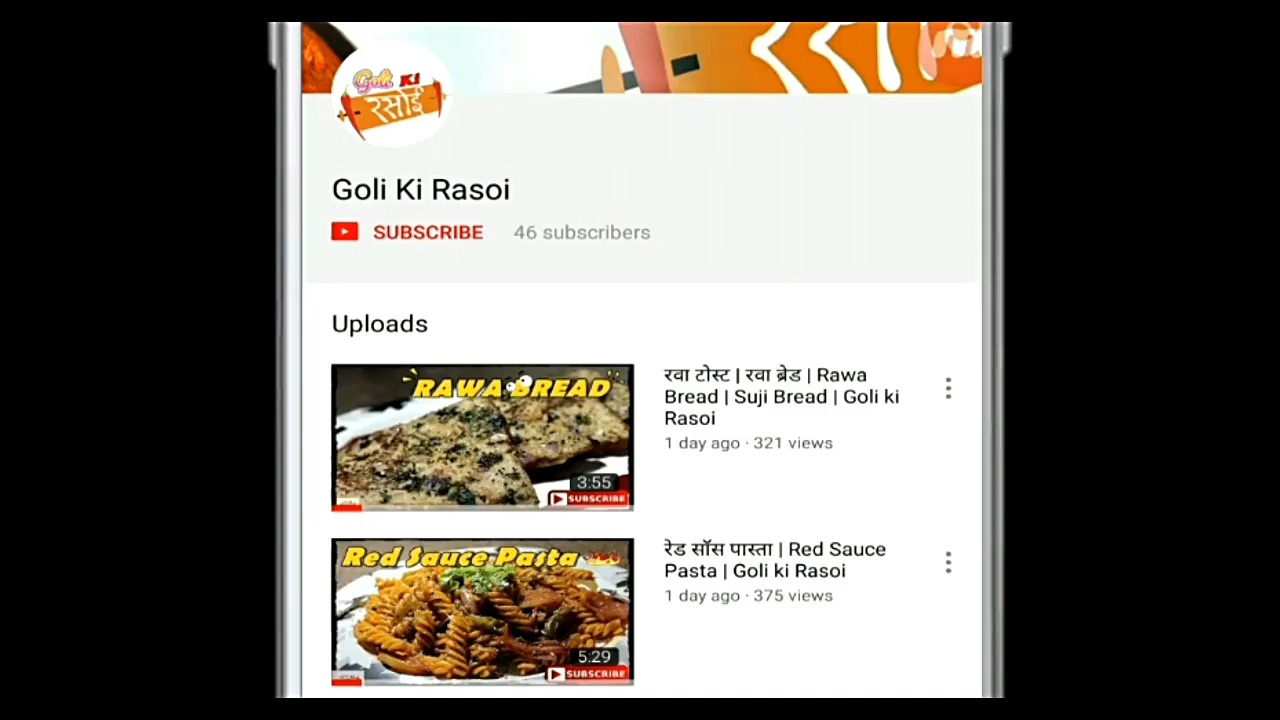 Goli Ki
रसोई
Goli Ki Rasoi
SUBSCRIBE 46 subscribers
Uploads
RAWA BREAD
3:55
SUBSCRIBE
रवा टोस्ट | रवा ब्रेड | Rawa
Bread | Suji Bread | Goli ki
Rasoi
1 day ago · 321 views
Red Sauce Pasta
5:29
SUBSCRIBE
रेड सॉस पास्ता | Red Sauce
Pasta | Goli ki Rasoi
1 day ago · 375 views